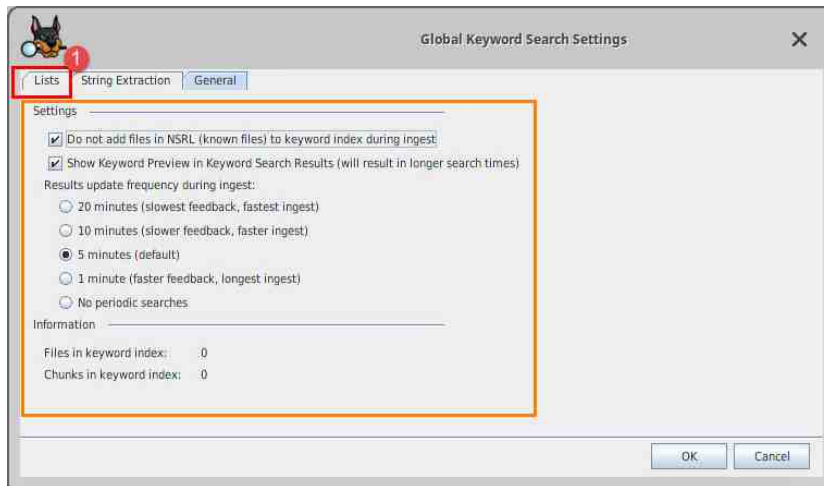 Global Keyword Search Settings
1
Lists String Extraction General
Settings
Do not add files in NSRL (known files) to keyword index during ingest
Show Keyword Preview in Keyword Search Results (will result in longer search times)
Results update frequency during ingest:
20 minutes (slowest feedback, fastest ingest)
10 minutes (slower feedback, faster ingest)
5 minutes (default)
1 minute (faster feedback, longest ingest)
No periodic searches
Information
Files in keyword index: 0
Chunks in keyword index: 0
OK Cancel